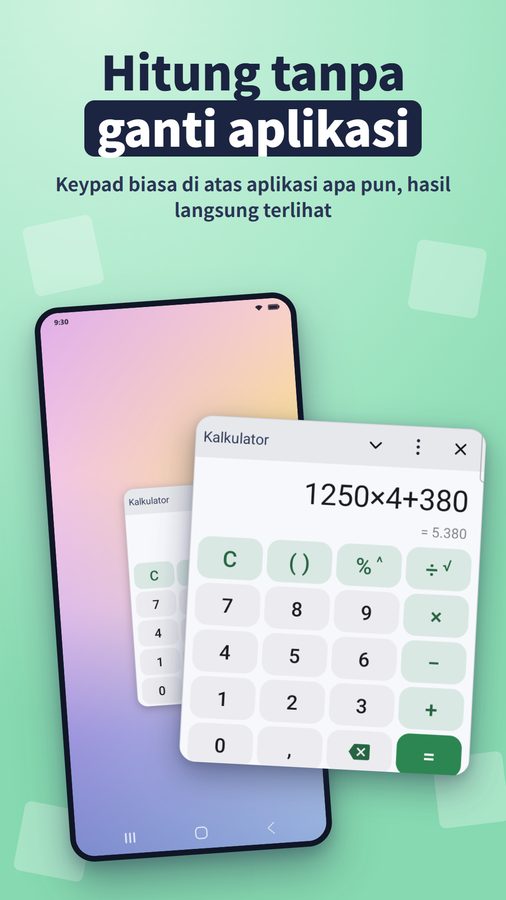 Hitung tanpa
ganti aplikasi
Keypad biasa di atas aplikasi apa pun, hasil
langsung terlihat
9:30
Kalkulator
C
7
4
1
0
Kalkulator
1250×4+380
= 5.380
C ( ) % ^ ÷ √
7 8 9 ×
4 5 6 −
1 2 3 +
0 , =